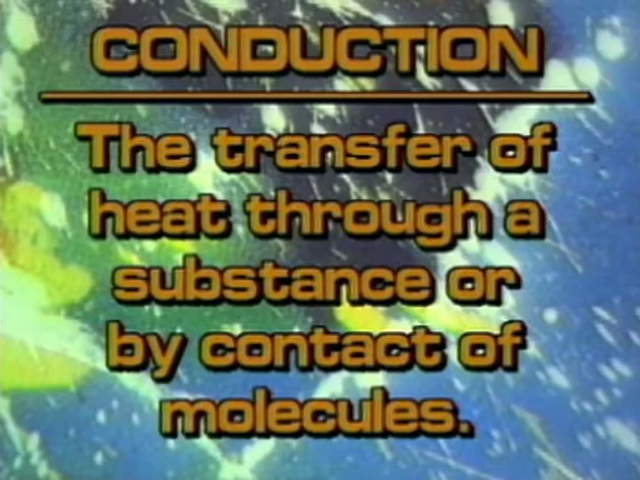 CONDUCTION
The transfer of
heat through a
substance or
by contact of
molecules.